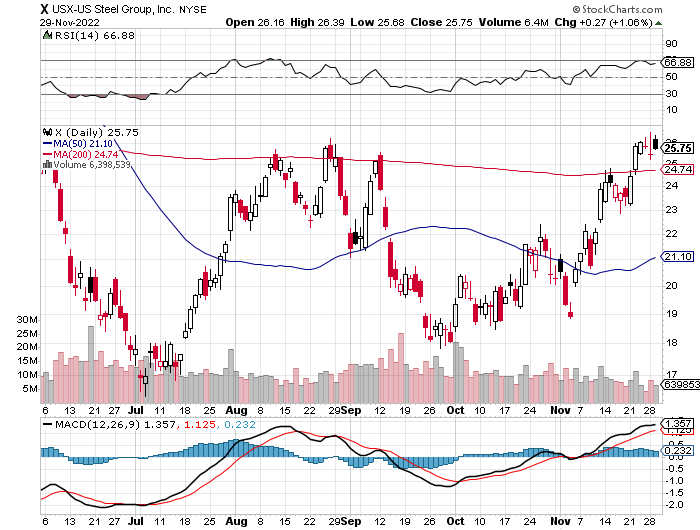 X USX-US Steel Group, Inc. NYSE © StockCharts.com
29-Nov-2022 Open 26.16 High 26.39 Low 25.68 Close 25.75 Volume 6.4M Chg +0.27 (+1.06%)
RSI(14) 66.88
90
66.88
50
30
10
X (Daily) 25.75
MA(50) 21.10
MA(200) 24.74
Volume 6,398,539
26
25.75
25
24.74
24
23
22
21.10
20
19
18
17
639853
30M
25M
20M
15M
10M
5M
6 13 21 27 Jul 11 18 25 Aug 8 15 22 29 Sep 12 19 26 Oct 10 17 24 Nov 7 14 21 28
MACD(12,26,9) 1.357, 1.125, 0.232
1.357
1.125
0.5
0.232
0.0
-0.5
-1.0
-1.5
-2.0
6 13 21 27 Jul 11 18 25 Aug 8 15 22 29 Sep 12 19 26 Oct 10 17 24 Nov 7 14 21 28